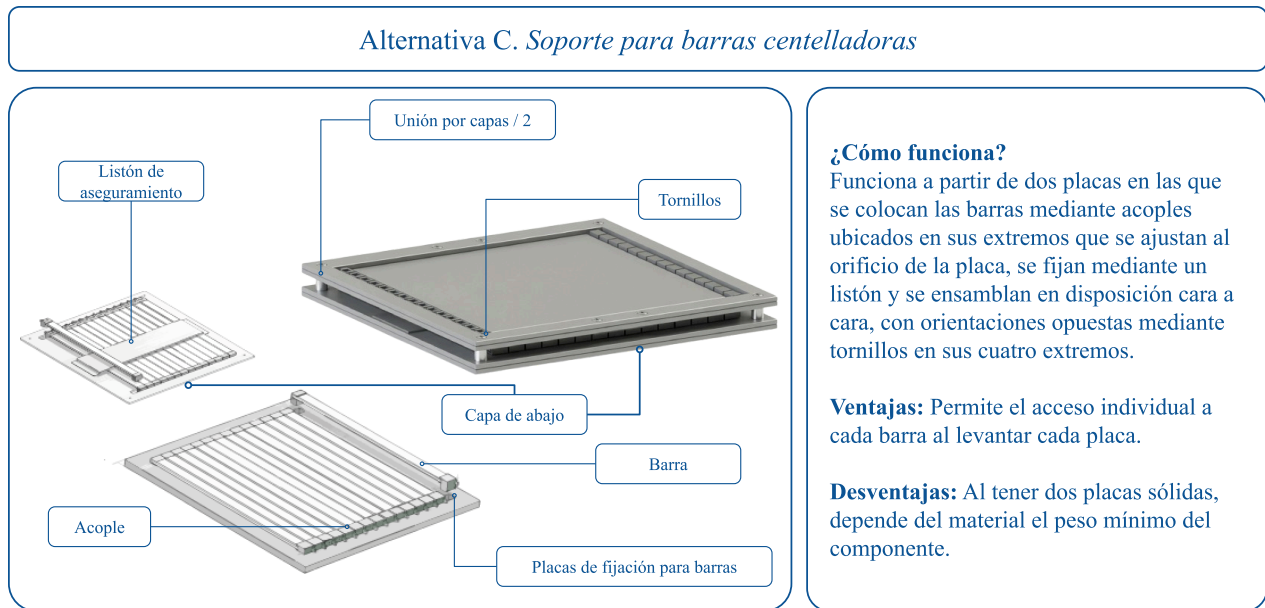 Alternativa C. Soporte para barras centelladoras
Unión por capas / 2
Listón de
aseguramiento
Tornillos
Capa de abajo
Barra
Acople
Placas de fijación para barras
¿Cómo funciona?
Funciona a partir de dos placas en las que
se colocan las barras mediante acoples
ubicados en sus extremos que se ajustan al
orificio de la placa, se fijan mediante un
listón y se ensamblan en disposición cara a
cara, con orientaciones opuestas mediante
tornillos en sus cuatro extremos.
Ventajas: Permite el acceso individual a
cada barra al levantar cada placa.
Desventajas: Al tener dos placas sólidas,
depende del material el peso mínimo del
componente.